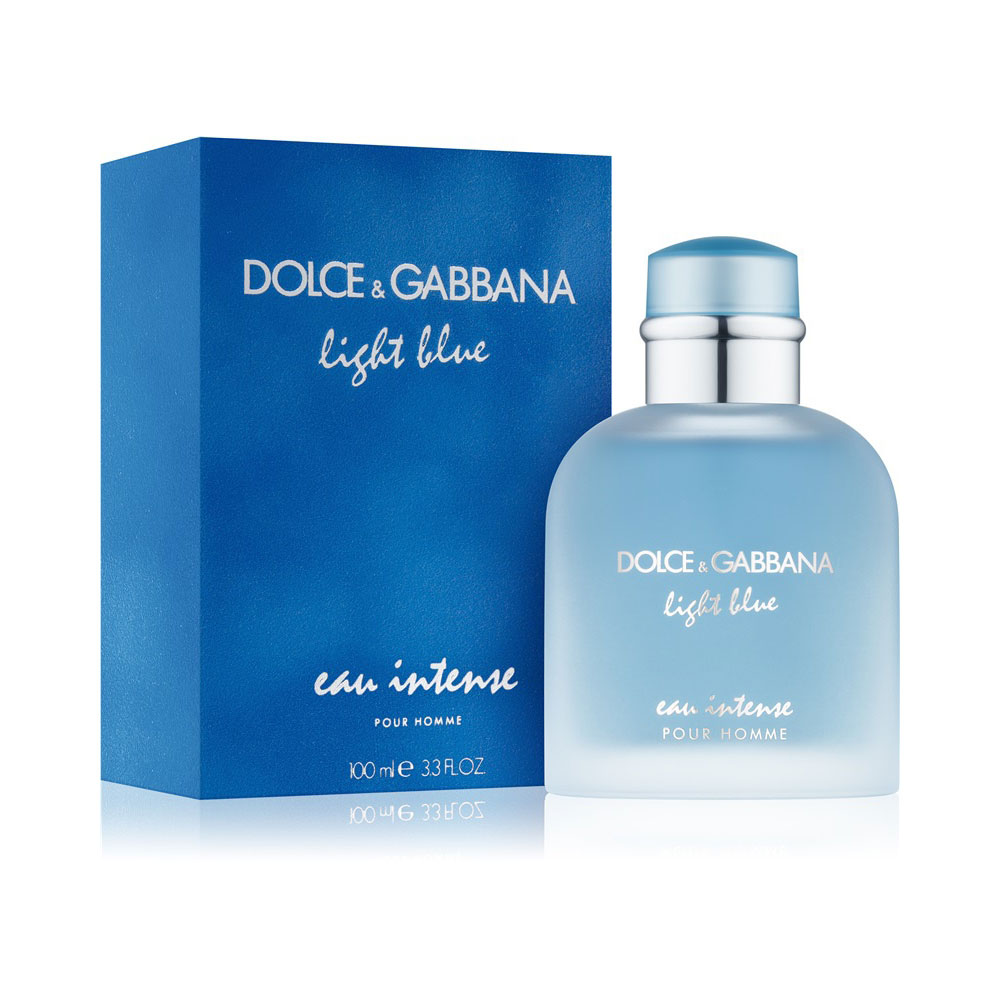 DOLCE & GABBANA
light blue
eau intense
POUR HOMME
100 ml e 3.3 FL.OZ.
DOLCE & GABBANA
light blue
eau intense
POUR HOMME